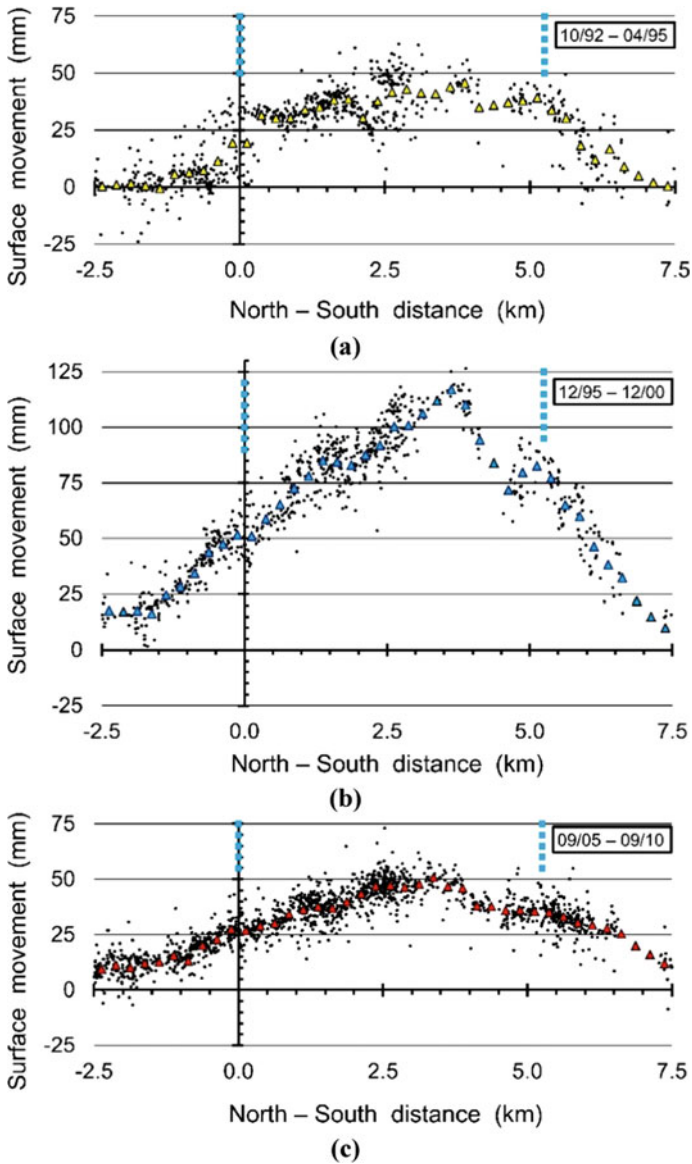 75
10/92 – 04/95
50
25
0
-25
Surface movement (mm)
-2.5 0.0 2.5 5.0 7.5
North – South distance (km)
(a)
125
12/95 – 12/00
100
75
50
25
0
-25
Surface movement (mm)
-2.5 0.0 2.5 5.0 7.5
North – South distance (km)
(b)
75
09/05 – 09/10
50
25
0
-25
Surface movement (mm)
-2.5 0.0 2.5 5.0 7.5
North – South distance (km)
(c)